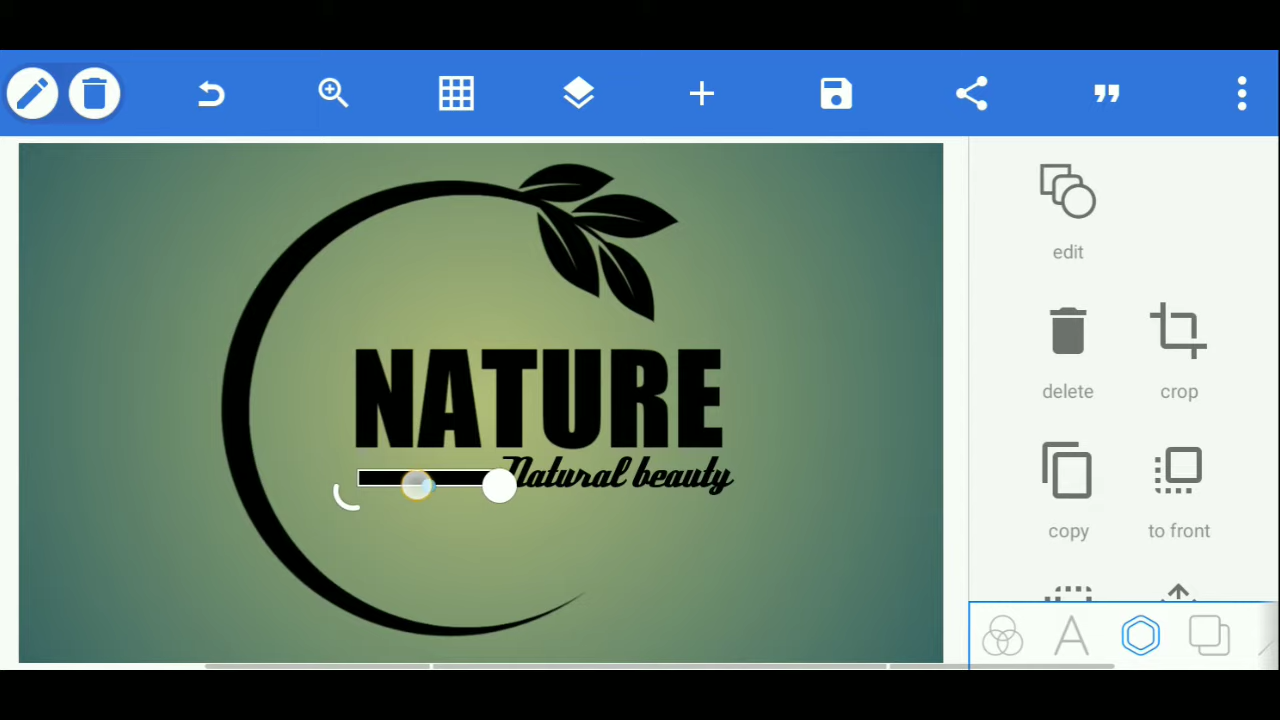 edit
NATURE
Natural beauty
delete
crop
copy
to front
A